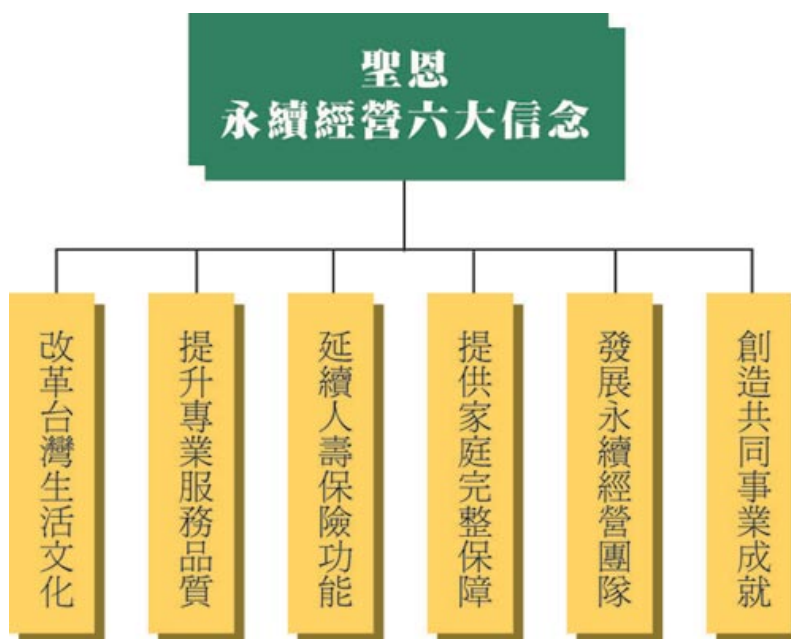 聖恩
永續經營六大信念
改革台灣生活文化
提升專業服務品質
延續人壽保險功能
提供家庭完整保障
發展永續經營團隊
創造共同事業成就